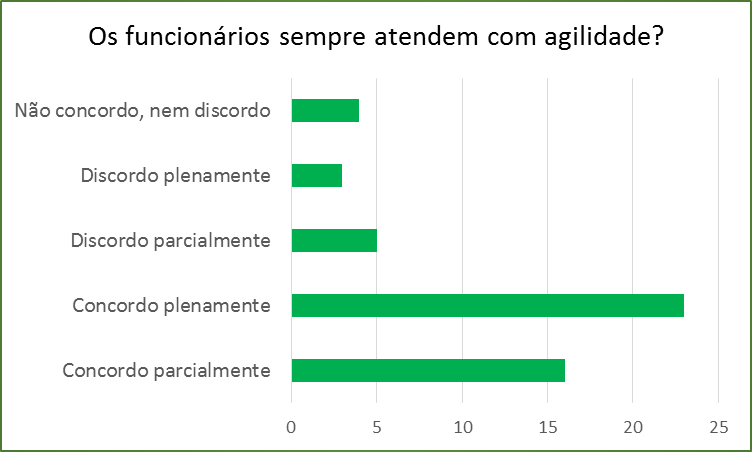 Os funcionários sempre atendem com agilidade?
Não concordo, nem discordo
Discordo plenamente
Discordo parcialmente
Concordo plenamente
Concordo parcialmente
0 5 10 15 20 25